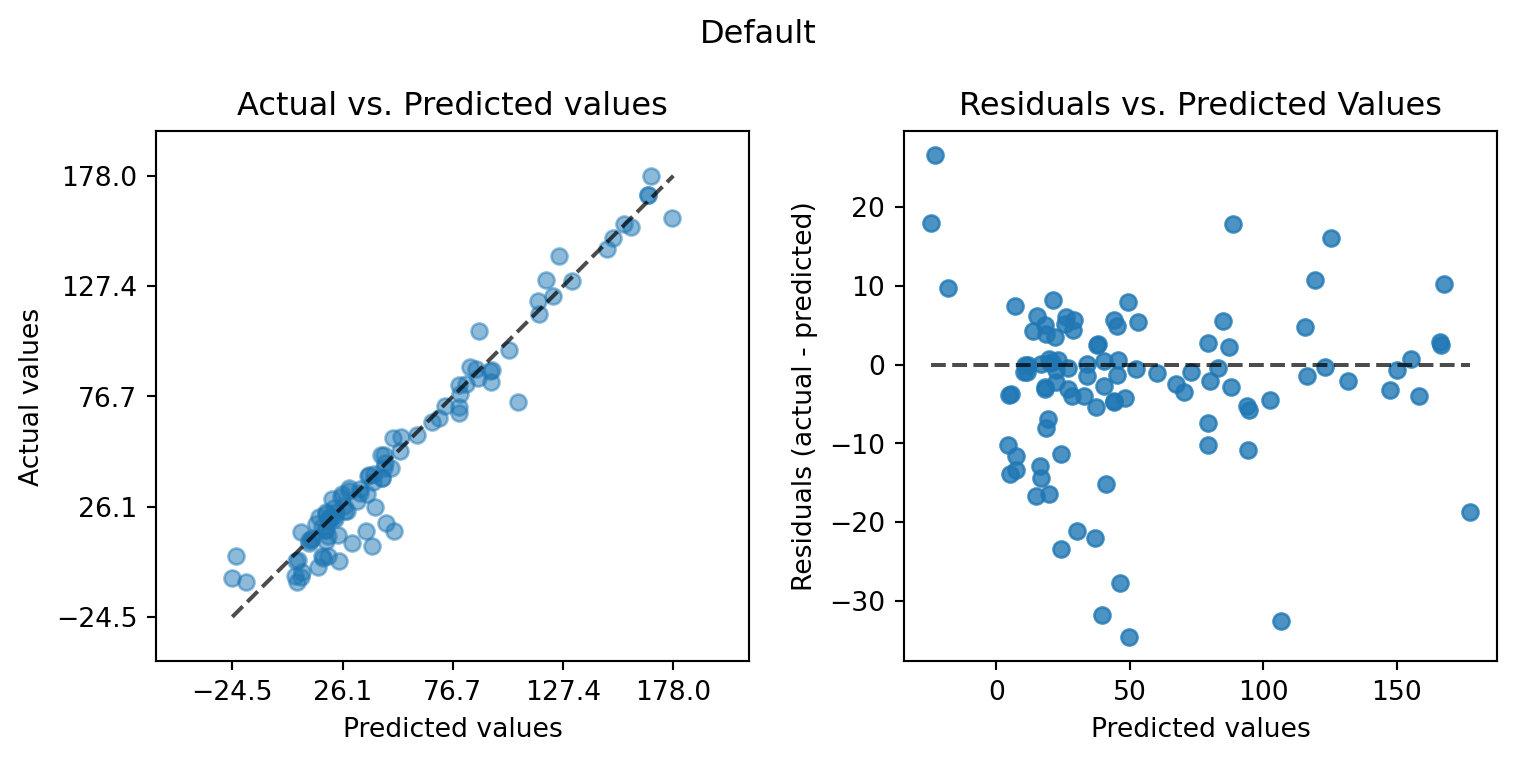 Default
Actual vs. Predicted values
Actual values
178.0
127.4
76.7
26.1
−24.5
−24.5 26.1 76.7 127.4 178.0
Predicted values
Residuals vs. Predicted Values
Residuals (actual - predicted)
20
10
0
−10
−20
−30
0 50 100 150
Predicted values